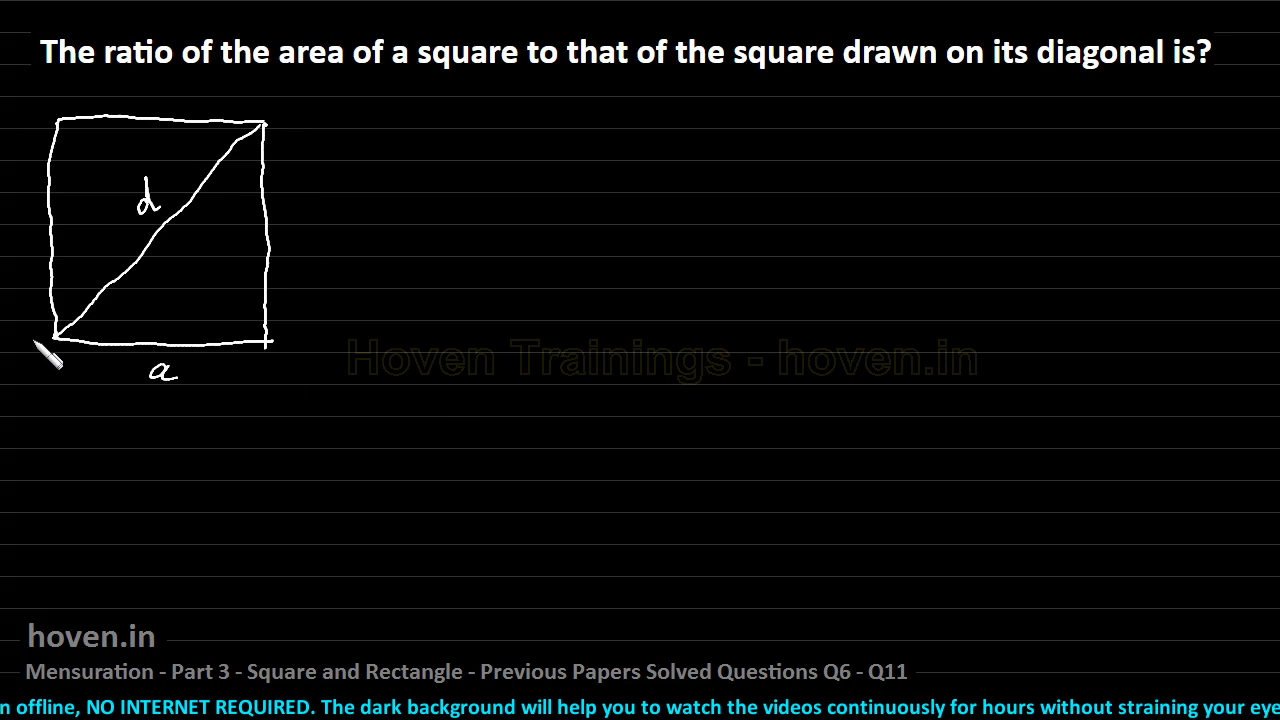 The ratio of the area of a square to that of the square drawn on its diagonal is?
d
a
Hoven Trainings - hoven.in
hoven.in
Mensuration - Part 3 - Square and Rectangle - Previous Papers Solved Questions Q6 - Q11
n offline, NO INTERNET REQUIRED. The dark background will help you to watch the videos continuously for hours without straining your eye